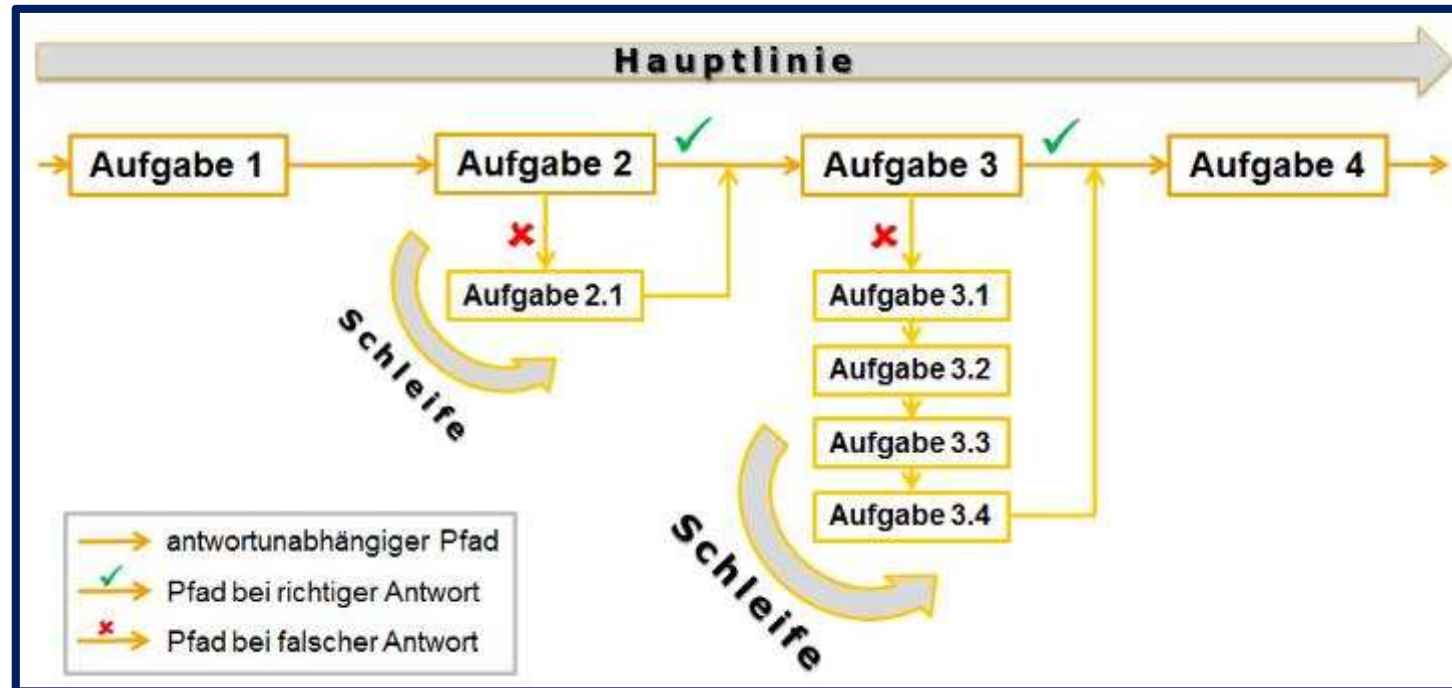 Hauptlinie
Aufgabe 1
Aufgabe 2
Aufgabe 3
Aufgabe 4
Aufgabe 2.1
Schleife
Aufgabe 3.1
Aufgabe 3.2
Aufgabe 3.3
Aufgabe 3.4
Schleife
antwortunabhängiger Pfad
Pfad bei richtiger Antwort
Pfad bei falscher Antwort